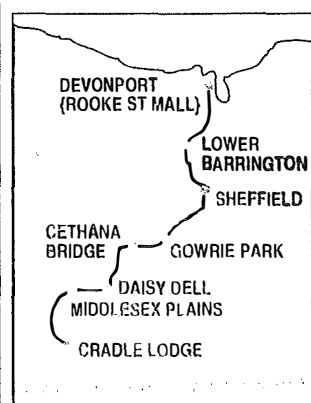 DEVONPORT
{ROOKE ST MALL}
LOWER
BARRINGTON
SHEFFIELD
CETHANA
BRIDGE
GOWRIE PARK
DAISY DELL
MIDDLESEX PLAINS
CRADLE LODGE